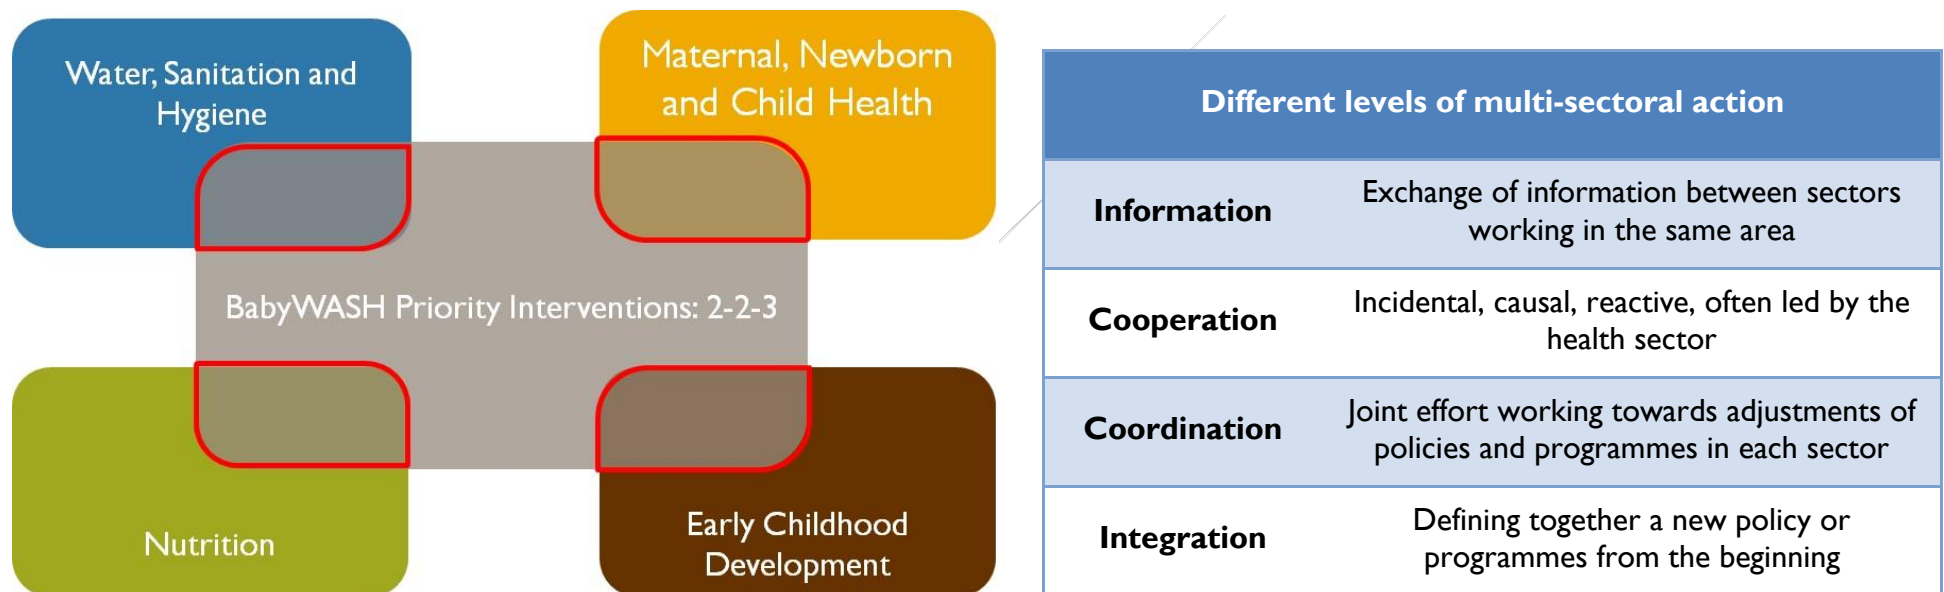 Water, Sanitation and
Hygiene
Maternal, Newborn
and Child Health
BabyWASH Priority Interventions: 2-2-3
Nutrition
Early Childhood
Development
Different levels of multi-sectoral action
Information
Exchange of information between sectors
working in the same area
Cooperation
Incidental, causal, reactive, often led by the
health sector
Coordination
Joint effort working towards adjustments of
policies and programmes in each sector
Integration
Defining together a new policy or
programmes from the beginning